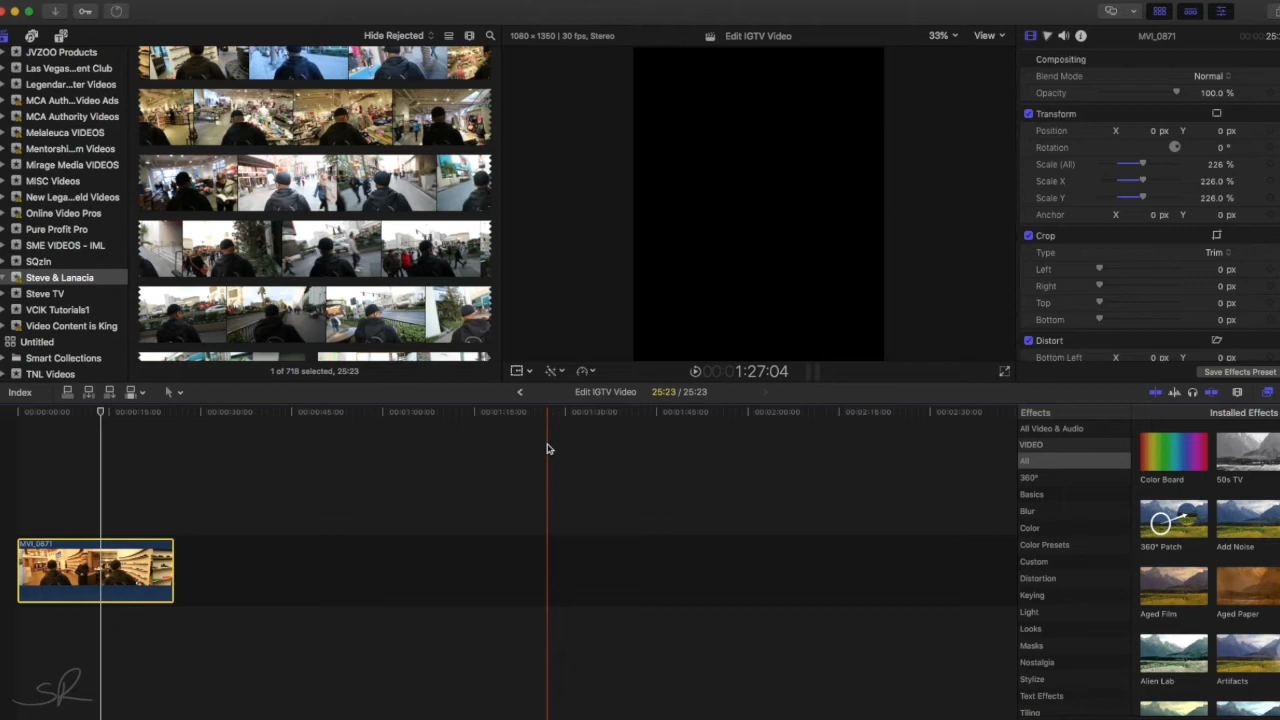 Hide Rejected
1080 × 1350 | 30 fps, Stereo
Edit IGTV Video
33%
View
MVI_0871
JVZOO Products
Las Vegas...ent Club
Legendar...ter Videos
MCA Auth...Video Ads
MCA Authority Videos
Melaleuca VIDEOS
Mentorshi...m Videos
Mirage Media VIDEOS
MISC Videos
New Lega...eld Videos
Online Video Pros
Pure Profit Pro
SME VIDEOS - IML
SQzIn
Steve & Lanacia
Steve TV
VCIK Tutorials1
Video Content is King
Untitled
Smart Collections
TNL Videos
1 of 718 selected, 25:23
00:00:01:27:04
Compositing
Blend Mode
Normal
Opacity
100.0 %
Transform
Position
X
0 px
Y
0 px
Rotation
0 °
Scale (All)
226 %
Scale X
226.0 %
Scale Y
226.0 %
Anchor
X
0 px
Y
0 px
Crop
Type
Trim
Left
0 px
Right
0 px
Top
0 px
Bottom
0 px
Distort
Bottom Left
X
0 px
Y
0 px
Save Effects Preset
Index
Edit IGTV Video
25:23 / 25:23
00:00:00:00
00:00:15:00
00:00:30:00
00:00:45:00
00:01:00:00
00:01:15:00
00:01:30:00
00:01:45:00
00:02:00:00
00:02:15:00
00:02:30:00
MVI_0871
Effects
Installed Effects
All Video & Audio
VIDEO
All
360°
Basics
Blur
Color
Color Presets
Custom
Distortion
Keying
Light
Looks
Masks
Nostalgia
Stylize
Text Effects
Tiling
Color Board
50s TV
360° Patch
Add Noise
Aged Film
Aged Paper
Alien Lab
Artifacts
SR